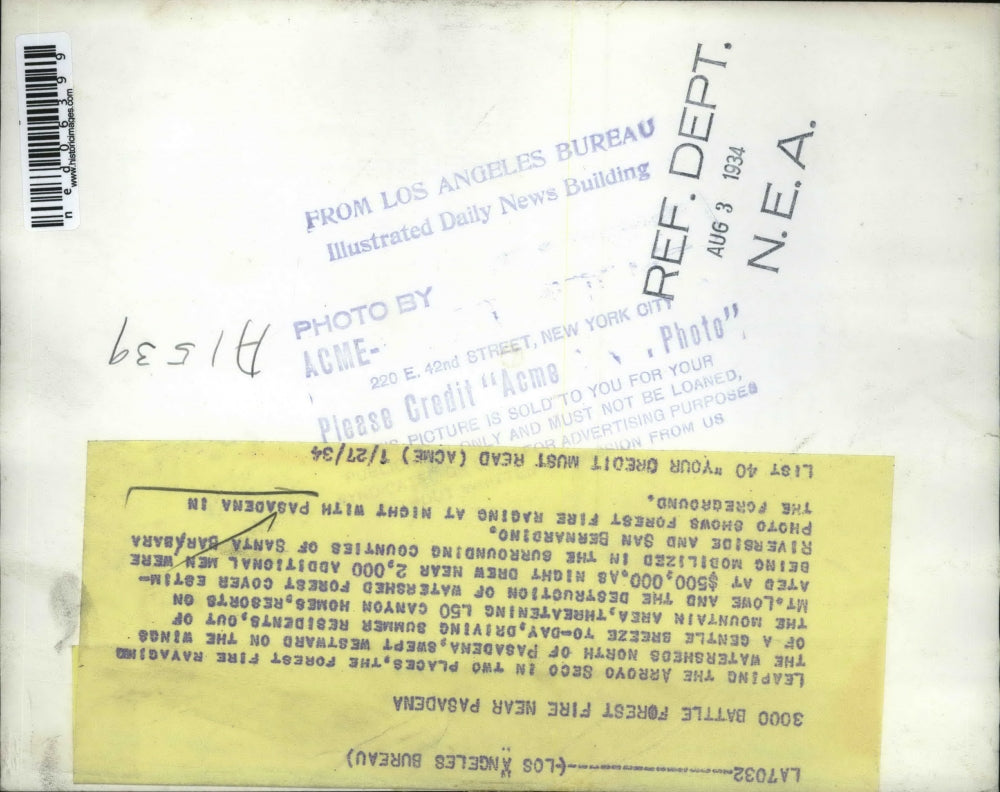 ned06399
www.historicimages.com
FROM LOS ANGELES BUREAU
Illustrated Daily News Building
REF. DEPT.
AUG 3 1934
N. E. A.
PHOTO BY
ACME-
220 E. 42nd STREET, NEW YORK CITY
Please Credit "Acme Photo"
PICTURE IS SOLD TO YOU FOR YOUR
ONLY AND MUST NOT BE LOANED,
FOR ADVERTISING PURPOSES
FROM US
A1539
LA7032------------(LOS ANGELES BUREAU)
3000 BATTLE FOREST FIRE NEAR PASADENA
LEAPING THE ARROYO SECO IN TWO PLACES,THE FOREST FIRE RAVAGING
THE WATERSHEDS NORTH OF PASADENA,SWEPT WESTWARD ON THE WINGS
OF A GENTLE BREEZE TO-DAY,DRIVING SUMMER RESIDENTS,OUT OF
THE MOUNTAIN AREA,THREATENING 150 CANYON HOMES,RESORTS ON
MT.LOWE AND THE DESTRUCTION OF WATERSHED FOREST COVER ESTIM-
ATED AT $500,000,AS NIGHT DREW NEAR 2,000 ADDITIONAL MEN WERE
BEING MOBILIZED IN THE SURROUNDING COUNTIES OF SANTA BARBARA
RIVERSIDE AND SAN BERNARDINO.
PHOTO SHOWS FOREST FIRE RAGING AT NIGHT WITH PASADENA IN
THE FOREGROUND.
LIST 40 "YOUR CREDIT MUST READ (ACME) 7/27/34